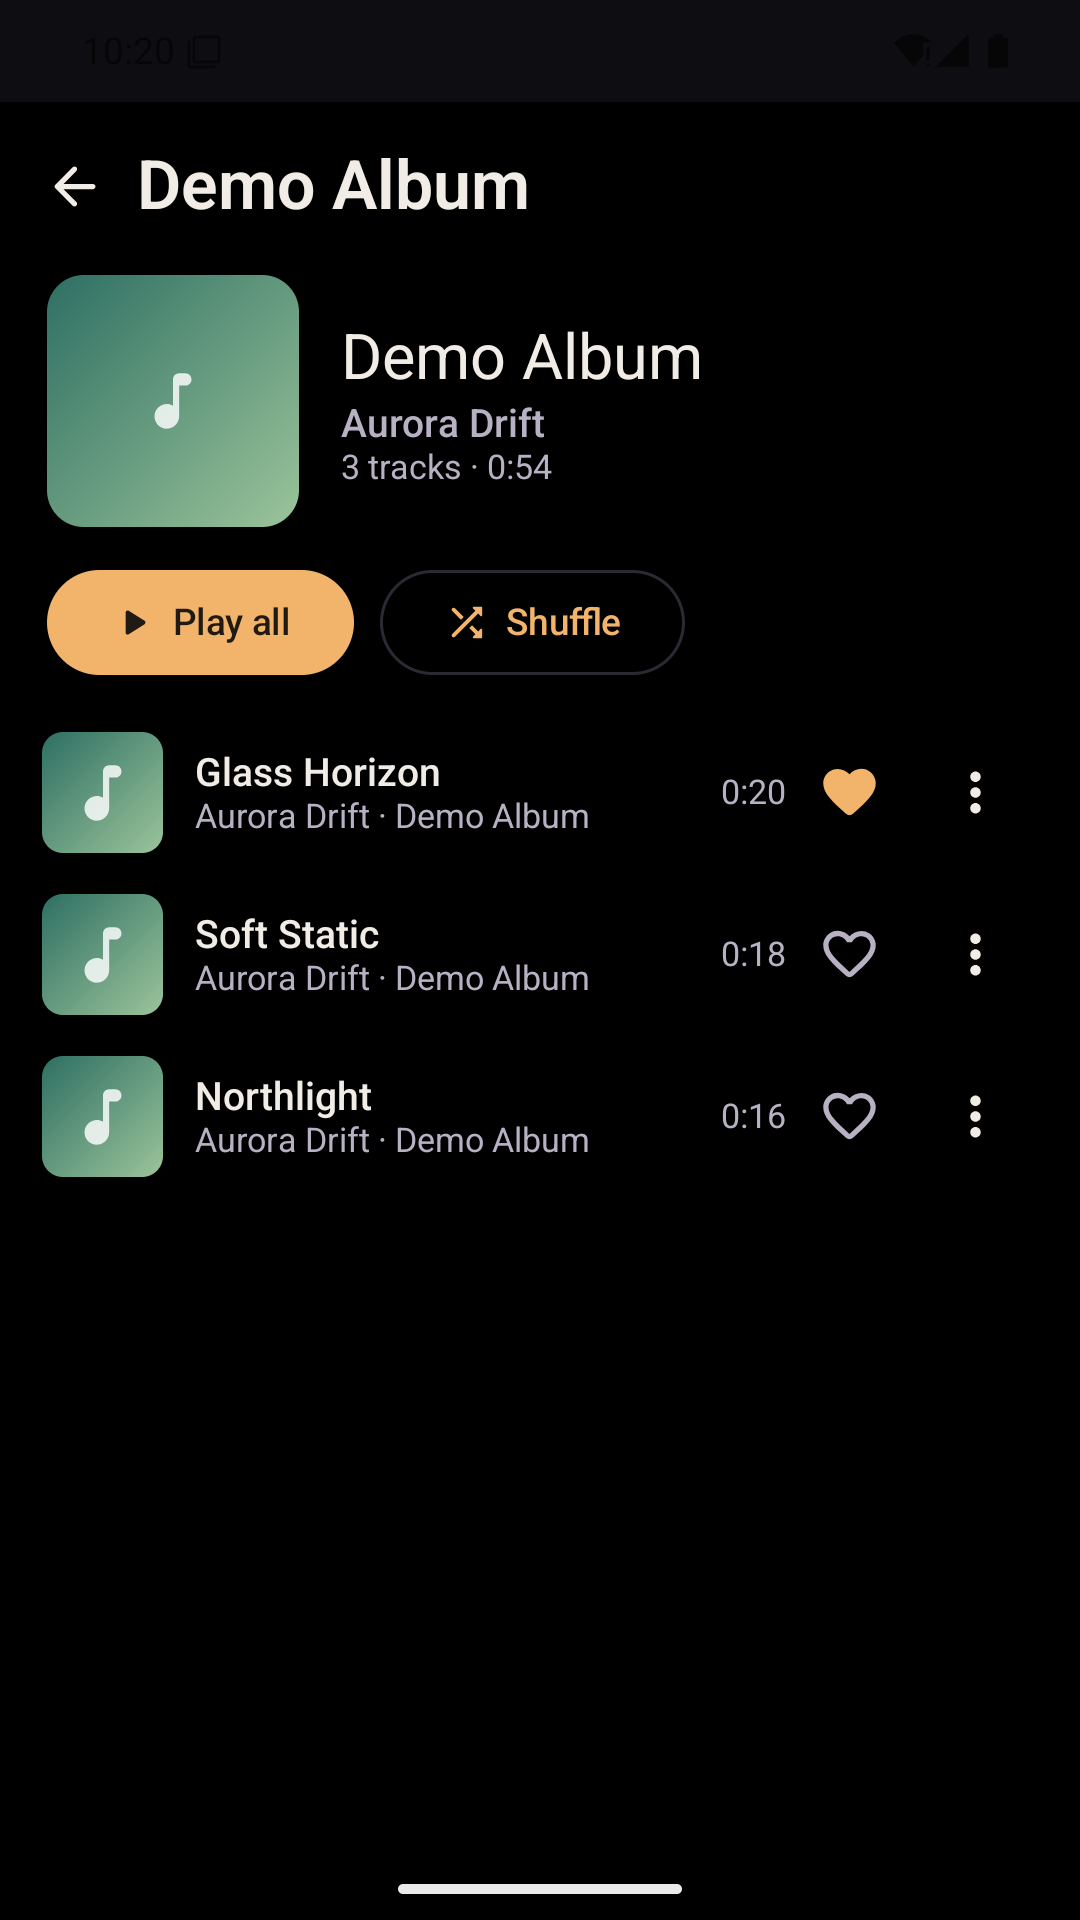 10:20
Demo Album
Demo Album
Aurora Drift
3 tracks · 0:54
Play all
Shuffle
Glass Horizon
Aurora Drift · Demo Album
0:20
Soft Static
Aurora Drift · Demo Album
0:18
Northlight
Aurora Drift · Demo Album
0:16